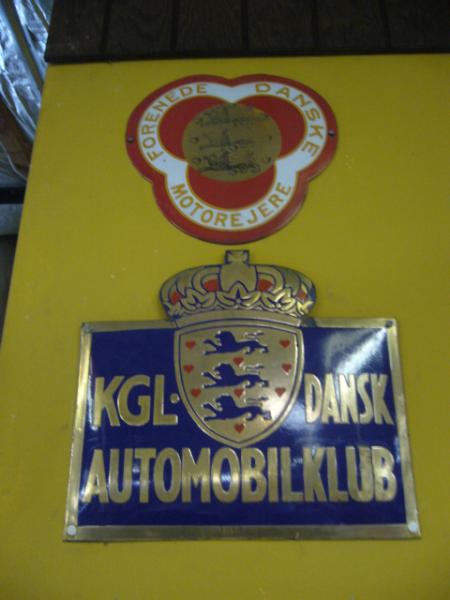 FORENEDE DANSKE
MOTOREJERE
KGL· DANSK
AUTOMOBILKLUB